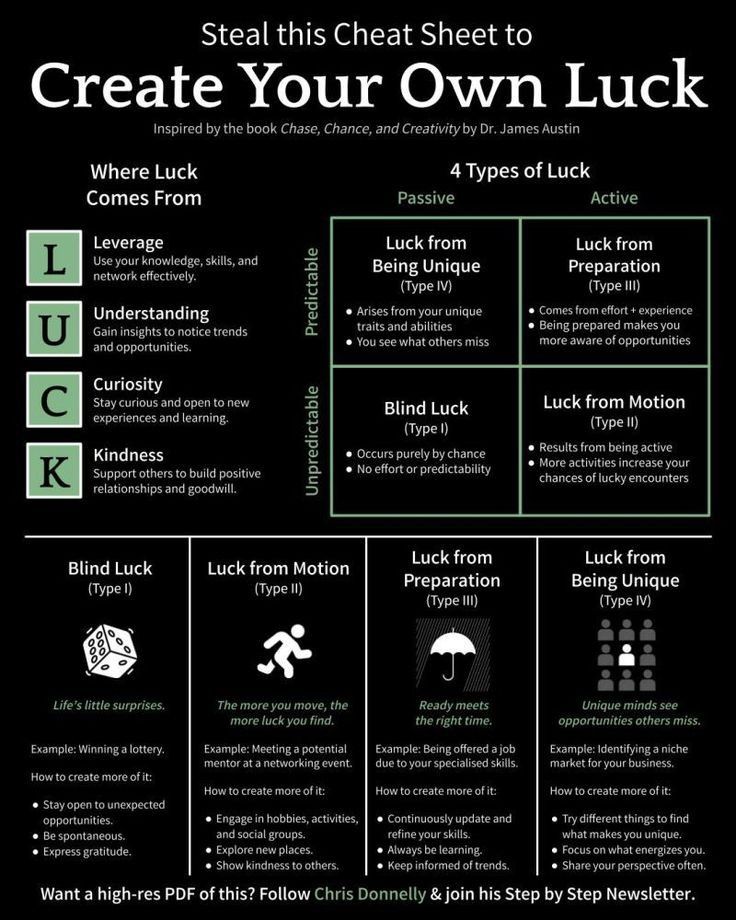 Steal this Cheat Sheet to
Create Your Own Luck
Inspired by the book Chase, Chance, and Creativity by Dr. James Austin
Where Luck
Comes From
L
Leverage
Use your knowledge, skills, and
network effectively.
U
Understanding
Gain insights to notice trends
and opportunities.
C
Curiosity
Stay curious and open to new
experiences and learning.
K
Kindness
Support others to build positive
relationships and goodwill.
4 Types of Luck
Passive
Active
Predictable
Luck from
Being Unique
(Type IV)
● Arises from your unique
traits and abilities
● You see what others miss
Luck from
Preparation
(Type III)
● Comes from effort + experience
● Being prepared makes you
more aware of opportunities
Unpredictable
Blind Luck
(Type I)
● Occurs purely by chance
● No effort or predictability
Luck from Motion
(Type II)
● Results from being active
● More activities increase your
chances of lucky encounters
Blind Luck
(Type I)
Life's little surprises.
Example: Winning a lottery.
How to create more of it:
● Stay open to unexpected
opportunities.
● Be spontaneous.
● Express gratitude.
Luck from Motion
(Type II)
The more you move, the
more luck you find.
Example: Meeting a potential
mentor at a networking event.
How to create more of it:
● Engage in hobbies, activities,
and social groups.
● Explore new places.
● Show kindness to others.
Luck from
Preparation
(Type III)
Ready meets
the right time.
Example: Being offered a job
due to your specialised skills.
How to create more of it:
● Continuously update and
refine your skills.
● Always be learning.
● Keep informed of trends.
Luck from
Being Unique
(Type IV)
Unique minds see
opportunities others miss.
Example: Identifying a niche
market for your business.
How to create more of it:
● Try different things to find
what makes you unique.
● Focus on what energizes you.
● Share your perspective often.
Want a high-res PDF of this? Follow Chris Donnelly & join his Step by Step Newsletter.